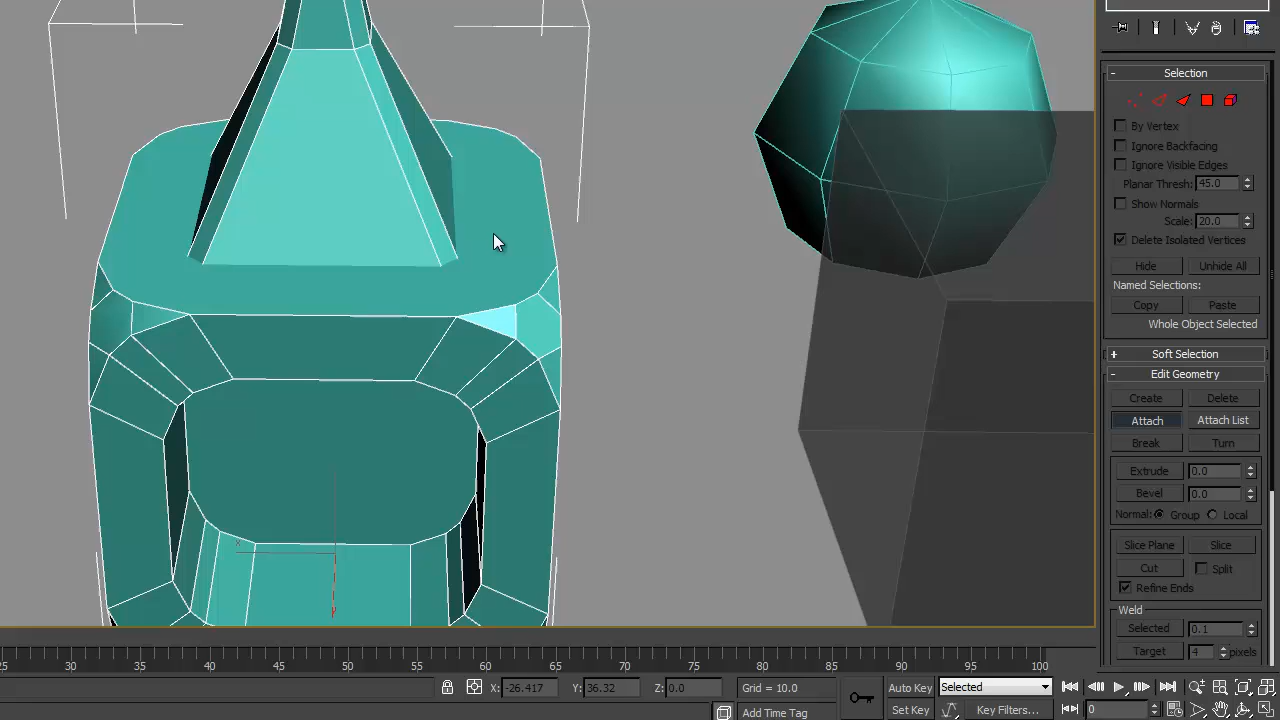 Selection
By Vertex
Ignore Backfacing
Ignore Visible Edges
Planar Thresh: 45.0
Show Normals
Scale: 20.0
Delete Isolated Vertices
Hide Unhide All
Named Selections:
Copy Paste
Whole Object Selected
+ Soft Selection
- Edit Geometry
Create Delete
Attach Attach List
Break Turn
Extrude 0.0
Bevel 0.0
Normal: Group Local
Slice Plane Slice
Cut Split
Refine Ends
Weld
Selected 0.1
Target 4 pixels
25 30 35 40 45 50 55 60 65 70 75 80 85 90 95 100
X: -26.417 Y: 36.32 Z: 0.0 Grid = 10.0 Auto Key Selected
Add Time Tag Set Key Key Filters... 0